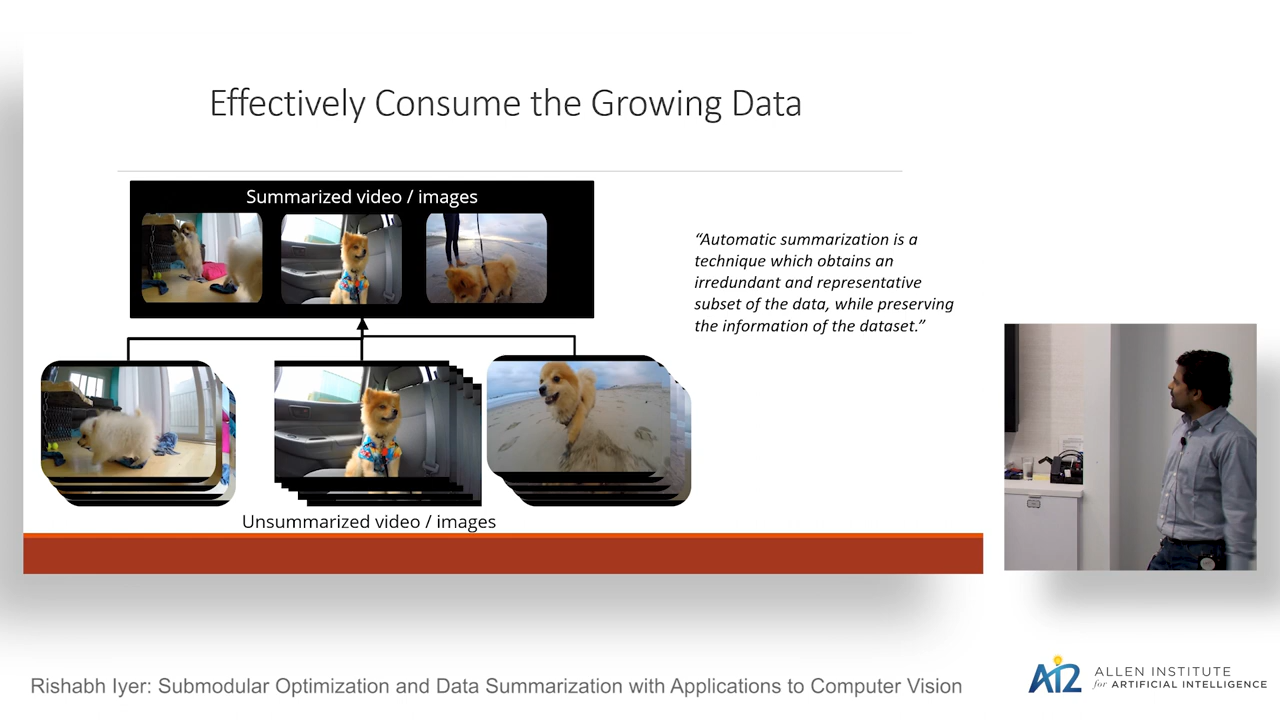 Effectively Consume the Growing Data
Summarized video / images
“Automatic summarization is a
technique which obtains an
irredundant and representative
subset of the data, while preserving
the information of the dataset.”
Unsummarized video / images
Rishabh Iyer: Submodular Optimization and Data Summarization with Applications to Computer Vision
AI2
ALLEN INSTITUTE
for ARTIFICIAL INTELLIGENCE